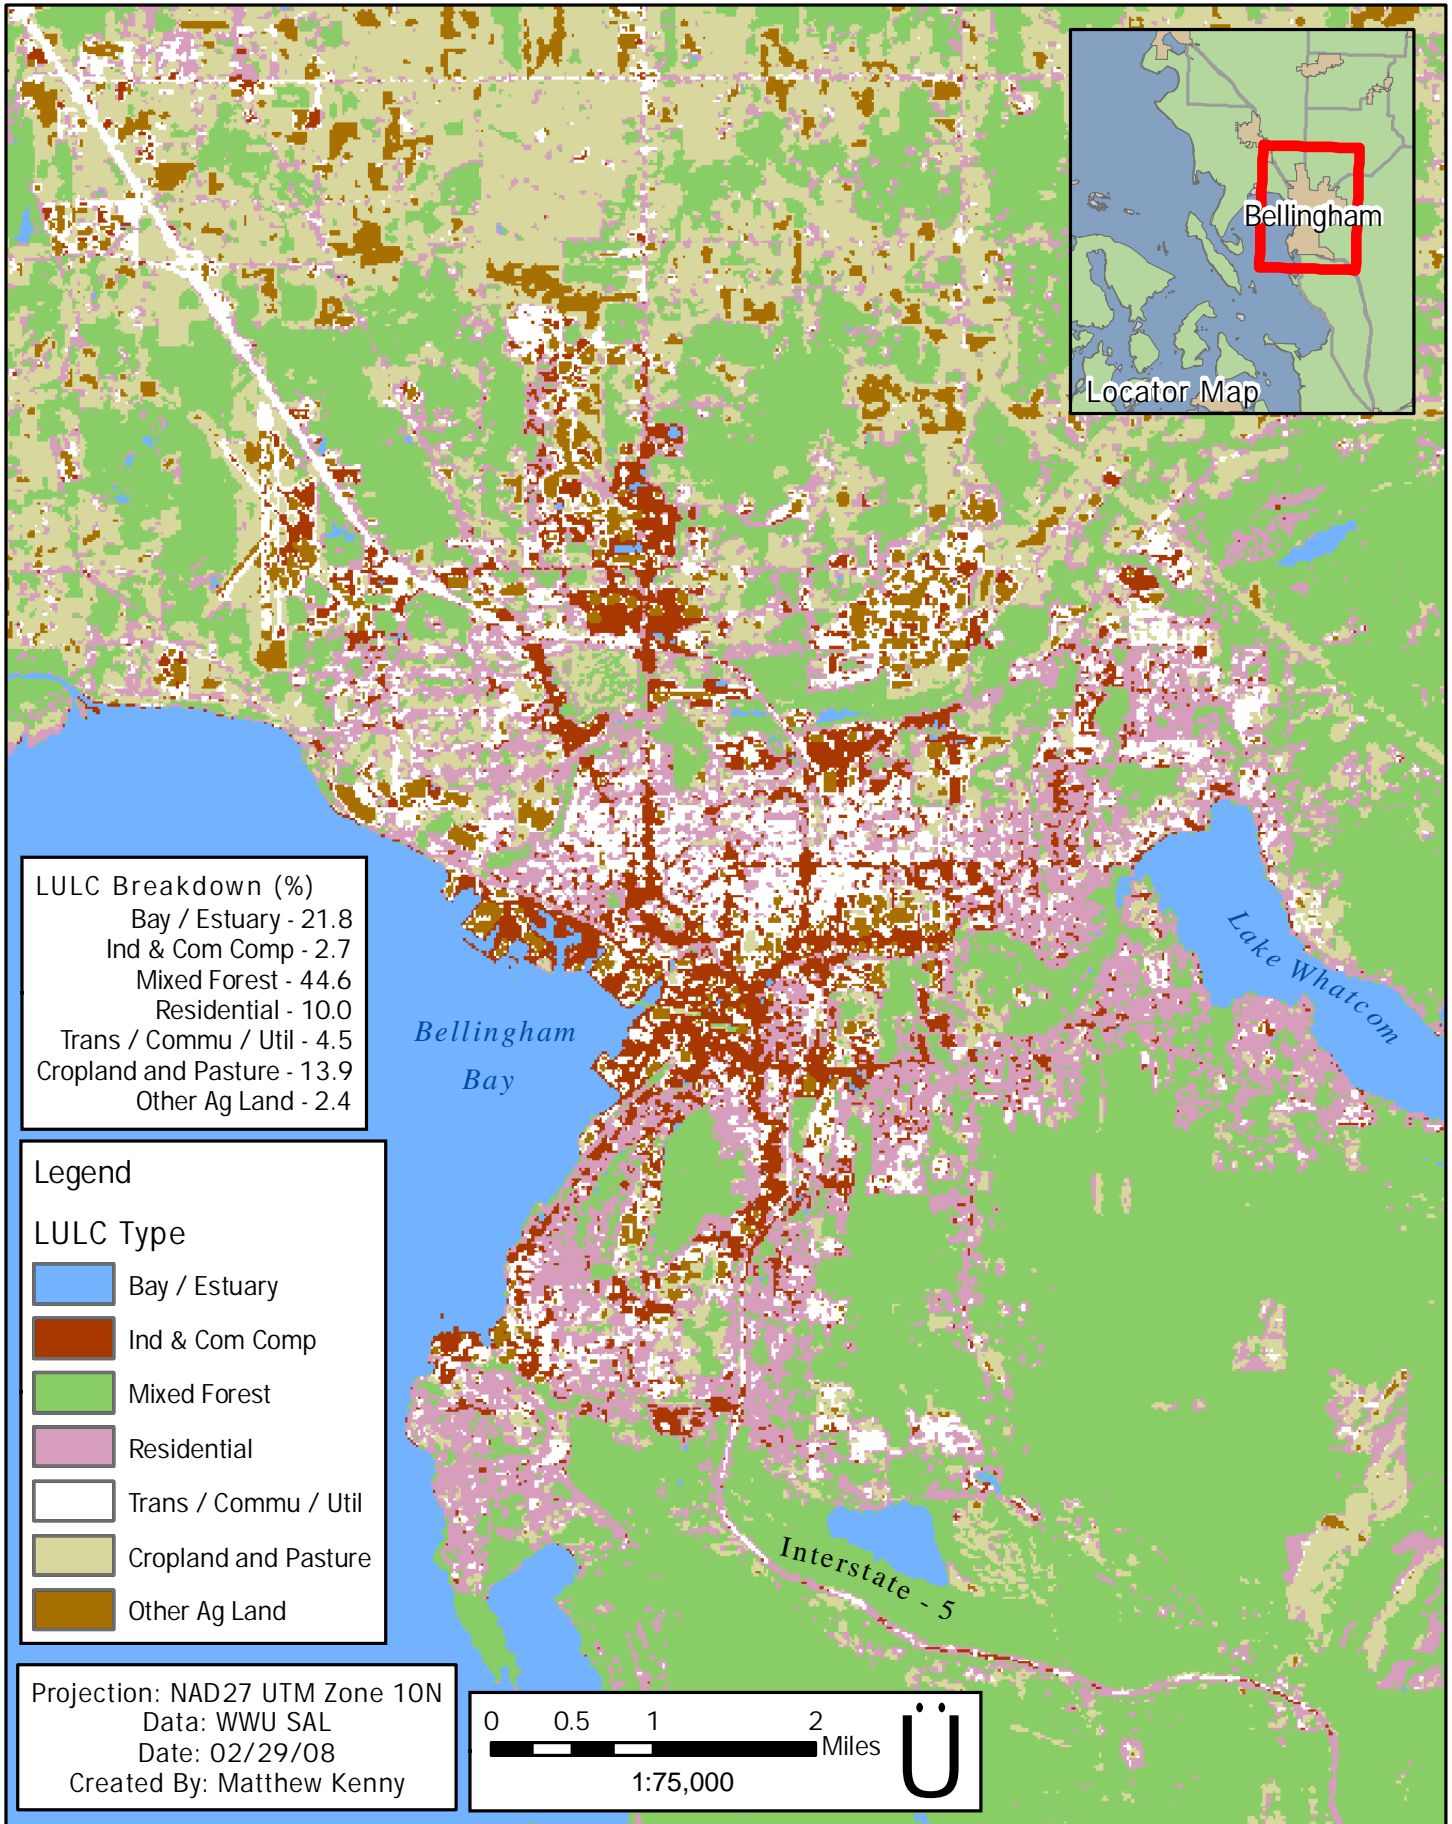 Bellingham
Locator Map
LULC Breakdown (%)
Bay / Estuary - 21.8
Ind & Com Comp - 2.7
Mixed Forest - 44.6
Residential - 10.0
Trans / Commu / Util - 4.5
Cropland and Pasture - 13.9
Other Ag Land - 2.4
Lake Whatcom
Bellingham
Bay
Legend
LULC Type
Bay / Estuary
Ind & Com Comp
Mixed Forest
Residential
Trans / Commu / Util
Cropland and Pasture
Other Ag Land
Interstate - 5
Projection: NAD27 UTM Zone 10N
Data: WWU SAL
Date: 02/29/08
Created By: Matthew Kenny
0 0.5 1 2
Miles
1:75,000
Ü